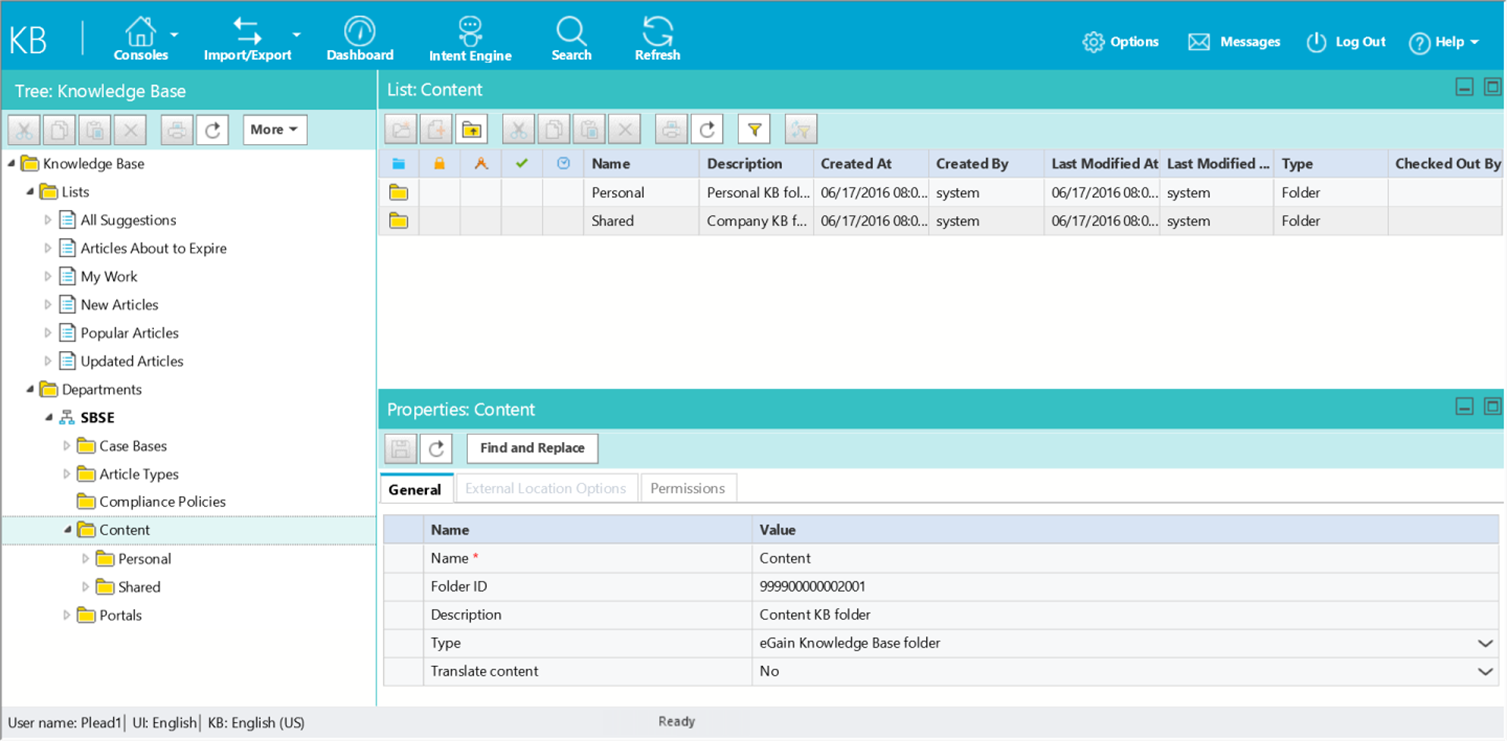 KB
Consoles Import/Export Dashboard Intent Engine Search Refresh Options Messages Log Out Help
Tree: Knowledge Base
More
Knowledge Base
Lists
All Suggestions
Articles About to Expire
My Work
New Articles
Popular Articles
Updated Articles
Departments
SBSE
Case Bases
Article Types
Compliance Policies
Content
Personal
Shared
Portals
List: Content
Name Description Created At Created By Last Modified At Last Modified ... Type Checked Out By
Personal Personal KB fol... 06/17/2016 08:0... system 06/17/2016 08:0... system Folder
Shared Company KB f... 06/17/2016 08:0... system 06/17/2016 08:0... system Folder
Properties: Content
Find and Replace
General External Location Options Permissions
Name Value
Name * Content
Folder ID 999900000002001
Description Content KB folder
Type eGain Knowledge Base folder
Translate content No
User name: Plead1| UI: English| KB: English (US) Ready